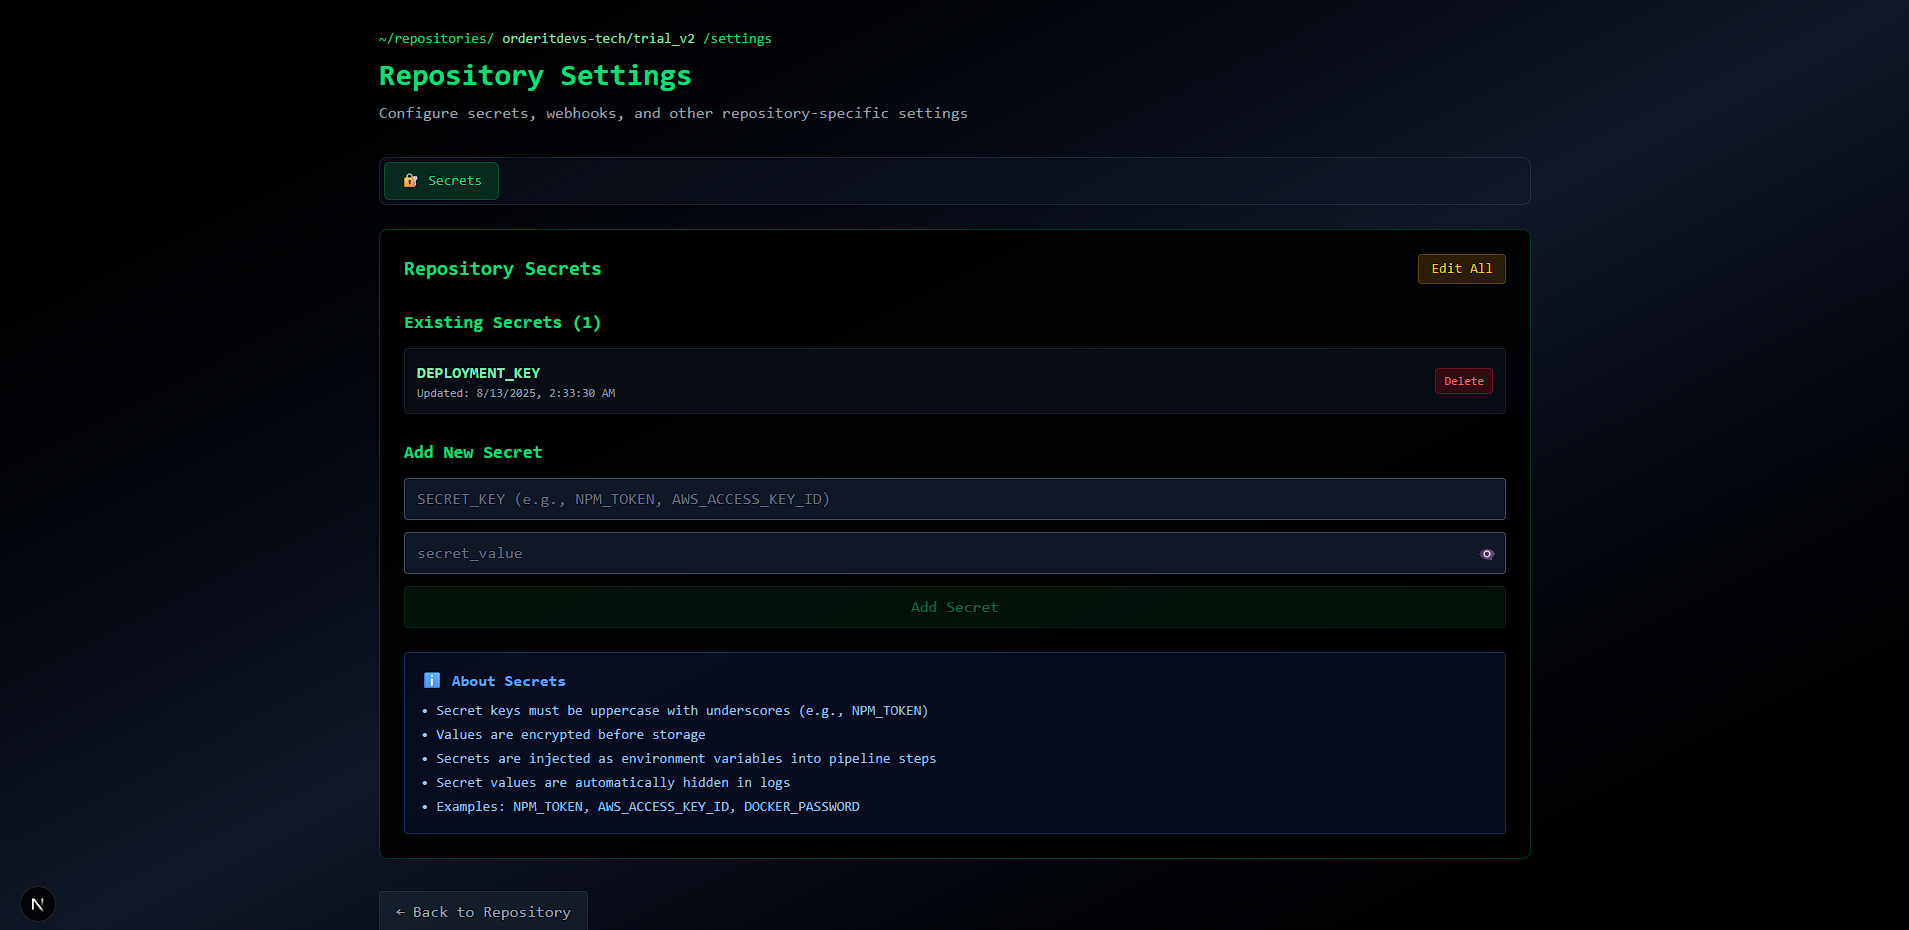 ~/repositories/ orderitdevs-tech/trial_v2 /settings
Repository Settings
Configure secrets, webhooks, and other repository-specific settings
Secrets
Repository Secrets
Edit All
Existing Secrets (1)
DEPLOYMENT_KEY
Updated: 8/13/2025, 2:33:30 AM
Delete
Add New Secret
SECRET_KEY (e.g., NPM_TOKEN, AWS_ACCESS_KEY_ID)
secret_value
Add Secret
About Secrets
• Secret keys must be uppercase with underscores (e.g., NPM_TOKEN)
• Values are encrypted before storage
• Secrets are injected as environment variables into pipeline steps
• Secret values are automatically hidden in logs
• Examples: NPM_TOKEN, AWS_ACCESS_KEY_ID, DOCKER_PASSWORD
← Back to Repository
N